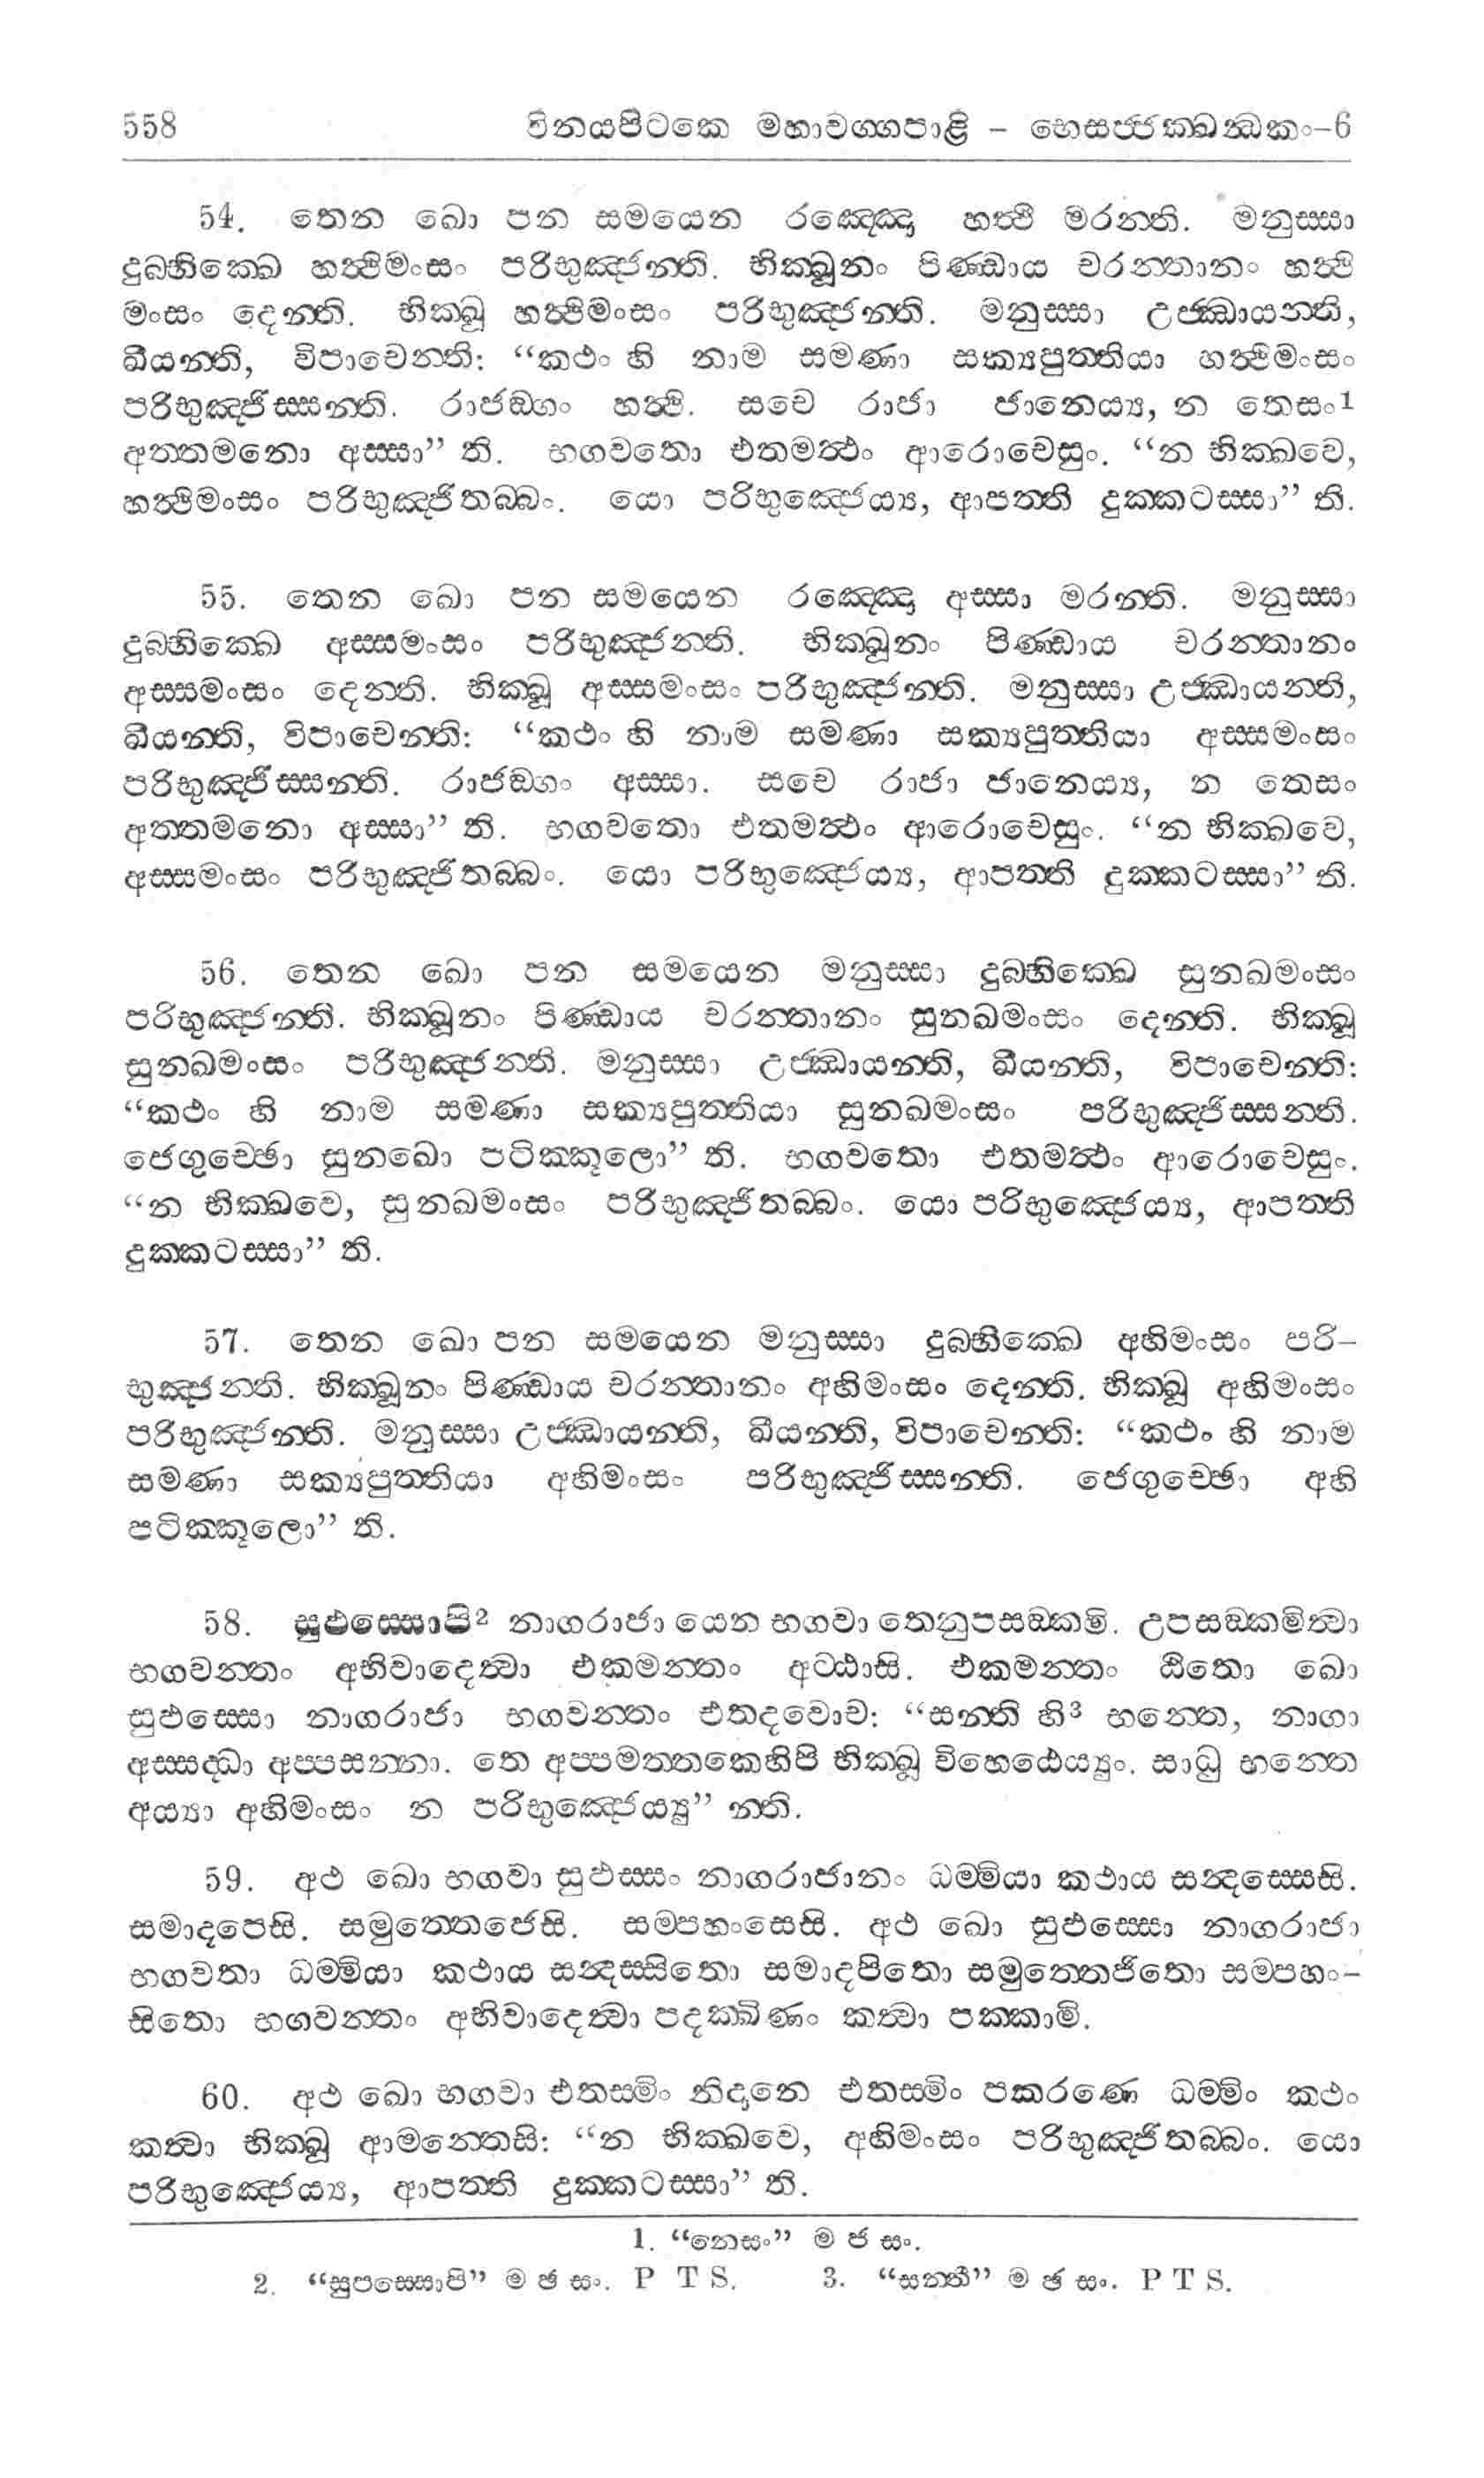 558 විනයපිටකෙ මහාවග්ගපාළි – භෙසජ්ජක්ඛන්ධකං–6
54. තෙන ඛො පන සමයෙන රඤ්ඤො හත්ථි මරන්ති. මනුස්සා
දුබ්භික්ඛෙ හත්ථිමංසං පරිභුඤ්ජන්ති. භික්ඛූනං පිණ්ඩාය චරන්තානං හත්ථි
මංසං දෙන්ති. භික්ඛූ හත්ථිමංසං පරිභුඤ්ජන්ති. මනුස්සා උජ්ඣායන්ති,
ඛීයන්ති, විපාචෙන්ති: “කථං හි නාම සමණා සක්‍යපුත්තියා හත්ථිමංසං
පරිභුඤ්ජිස්සන්ති. රාජඞ්ගං හත්ථි. සචෙ රාජා ජානෙය්‍ය, න තෙසං1
අත්තමනො අස්සා” ති. භගවතො එතමත්ථං ආරොචෙසුං. “න භික්ඛවෙ,
හත්ථිමංසං පරිභුඤ්ජිතබ්බං. යො පරිභුඤ්ජෙය්‍ය, ආපත්ති දුක්කටස්සා” ති.
55. තෙන ඛො පන සමයෙන රඤ්ඤො අස්සා මරන්ති. මනුස්සා
දුබ්භික්ඛෙ අස්සමංසං පරිභුඤ්ජන්ති. භික්ඛූනං පිණ්ඩාය චරන්තානං
අස්සමංසං දෙන්ති. භික්ඛූ අස්සමංසං පරිභුඤ්ජන්ති. මනුස්සා උජ්ඣායන්ති,
ඛීයන්ති, විපාචෙන්ති: “කථං හි නාම සමණා සක්‍යපුත්තියා අස්සමංසං
පරිභුඤ්ජිස්සන්ති. රාජඞ්ගං අස්සා. සචෙ රාජා ජානෙය්‍ය, න තෙසං
අත්තමනො අස්සා” ති. භගවතො එතමත්ථං ආරොචෙසුං. “න භික්ඛවෙ,
අස්සමංසං පරිභුඤ්ජිතබ්බං. යො පරිභුඤ්ජෙය්‍ය, ආපත්ති දුක්කටස්සා” ති.
56. තෙන ඛො පන සමයෙන මනුස්සා දුබ්භික්ඛෙ සුනඛමංසං
පරිභුඤ්ජන්ති. භික්ඛූනං පිණ්ඩාය චරන්තානං සුනඛමංසං දෙන්ති. භික්ඛූ
සුනඛමංසං පරිභුඤ්ජන්ති. මනුස්සා උජ්ඣායන්ති, ඛීයන්ති, විපාචෙන්ති:
“කථං හි නාම සමණා සක්‍යපුත්තියා සුනඛමංසං පරිභුඤ්ජිස්සන්ති.
ජෙගුච්ඡො සුනඛො පටික්කූලො” ති. භගවතො එතමත්ථං ආරොචෙසුං.
“න භික්ඛවෙ, සුනඛමංසං පරිභුඤ්ජිතබ්බං. යො පරිභුඤ්ජෙය්‍ය, ආපත්ති
දුක්කටස්සා” ති.
57. තෙන ඛො පන සමයෙන මනුස්සා දුබ්භික්ඛෙ අහිමංසං පරි–
භුඤ්ජන්ති. භික්ඛූනං පිණ්ඩාය චරන්තානං අහිමංසං දෙන්ති. භික්ඛූ අහිමංසං
පරිභුඤ්ජන්ති. මනුස්සා උජ්ඣායන්ති, ඛීයන්ති, විපාචෙන්ති: “කථං හි නාම
සමණා සක්‍යපුත්තියා අහිමංසං පරිභුඤ්ජිස්සන්ති. ජෙගුච්ඡො අහි
පටික්කූලො” ති.
58. සුඵස්සොපි2 නාගරාජා යෙන භගවා තෙනුපසඞ්කමි. උපසඞ්කමිත්වා
භගවන්තං අභිවාදෙත්වා එකමන්තං අට්ඨාසි. එකමන්තං ඨිතො ඛො
සුඵස්සො නාගරාජා භගවන්තං එතදවොච: “සන්ති හි3 භන්තෙ, නාගා
අස්සද්ධා අප්පසන්නා. තෙ අප්පමත්තකෙහිපි භික්ඛූ විහෙඨෙය්‍යුං. සාධු භන්තෙ
අය්‍යා අහිමංසං න පරිභුඤ්ජෙය්‍යු” න්ති.
59. අථ ඛො භගවා සුඵස්සං නාගරාජානං ධම්මියා කථාය සන්දස්සෙසි.
සමාදපෙසි. සමුත්තෙජෙසි. සම්පහංසෙසි. අථ ඛො සුඵස්සො නාගරාජා
භගවතා ධම්මියා කථාය සන්දස්සිතො සමාදපිතො සමුත්තෙජිතො සම්පහං–
සිතො භගවන්තං අභිවාදෙත්වා පදක්ඛිණං කත්වා පක්කාමි.
60. අථ ඛො භගවා එතස්මිං නිදානෙ එතස්මිං පකරණෙ ධම්මිං කථං
කත්වා භික්ඛූ ආමන්තෙසි: “න භික්ඛවෙ, අහිමංසං පරිභුඤ්ජිතබ්බං. යො
පරිභුඤ්ජෙය්‍ය, ආපත්ති දුක්කටස්සා” ති.
1. “නෙසං” ම ජ සං.
2. “සුපස්සොපි” ම ඡ සං. P T S. 3. “සන්තී” ම ඡ සං. P T S.